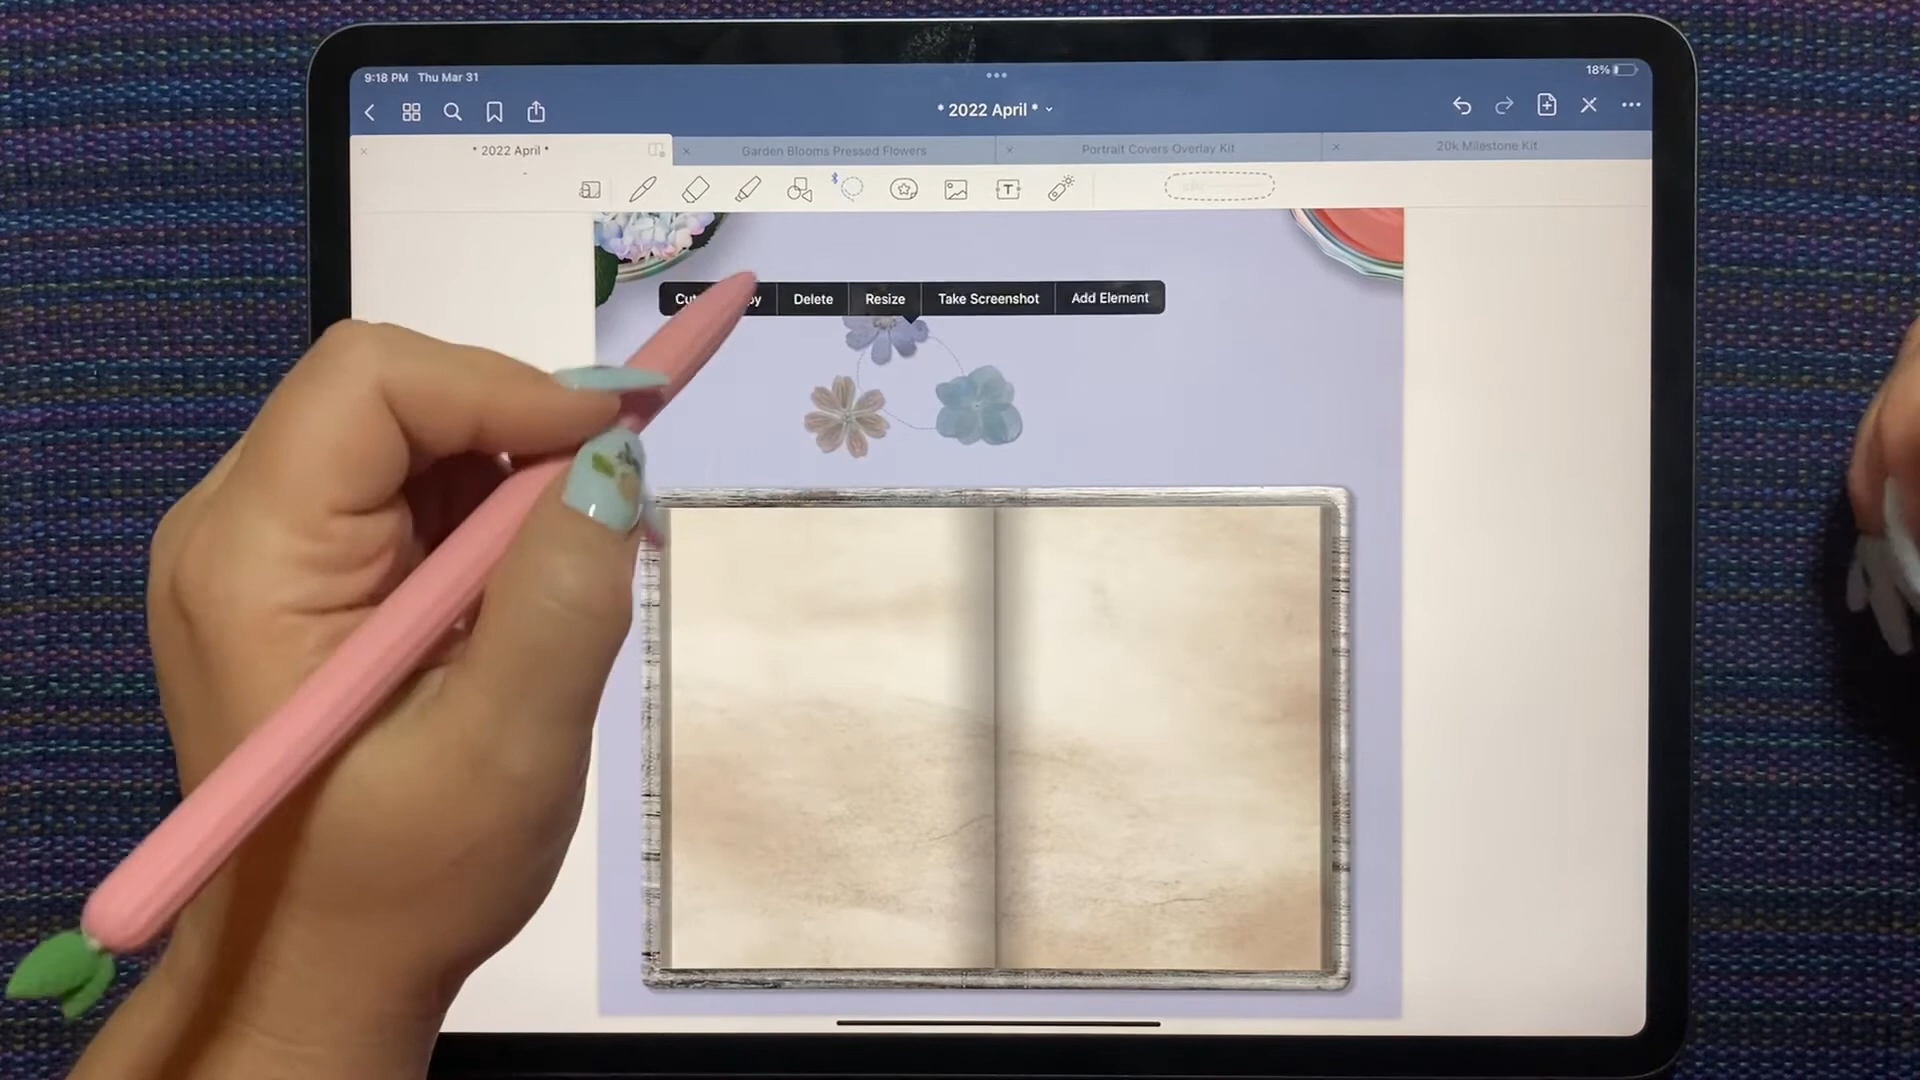 9:18 PM Thu Mar 31
18%
* 2022 April *
* 2022 April *
Garden Blooms Pressed Flowers
Portrait Covers Overlay Kit
20k Milestone Kit
T
Delete
Resize
Take Screenshot
Add Element